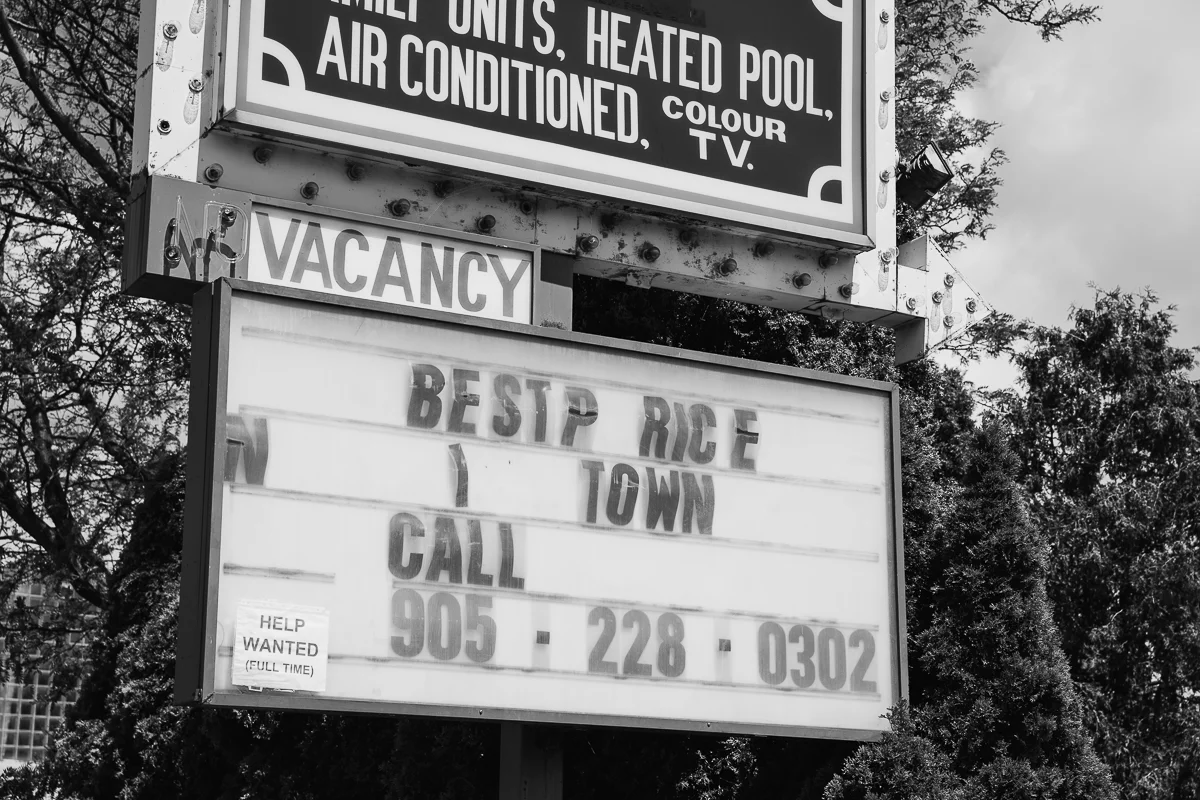 UNITS, HEATED POOL,
AIR CONDITIONED, COLOUR TV.
NO VACANCY
BESTP RICE
N I TOWN
CALL
905 - 228 - 0302
HELP
WANTED
(FULL TIME)